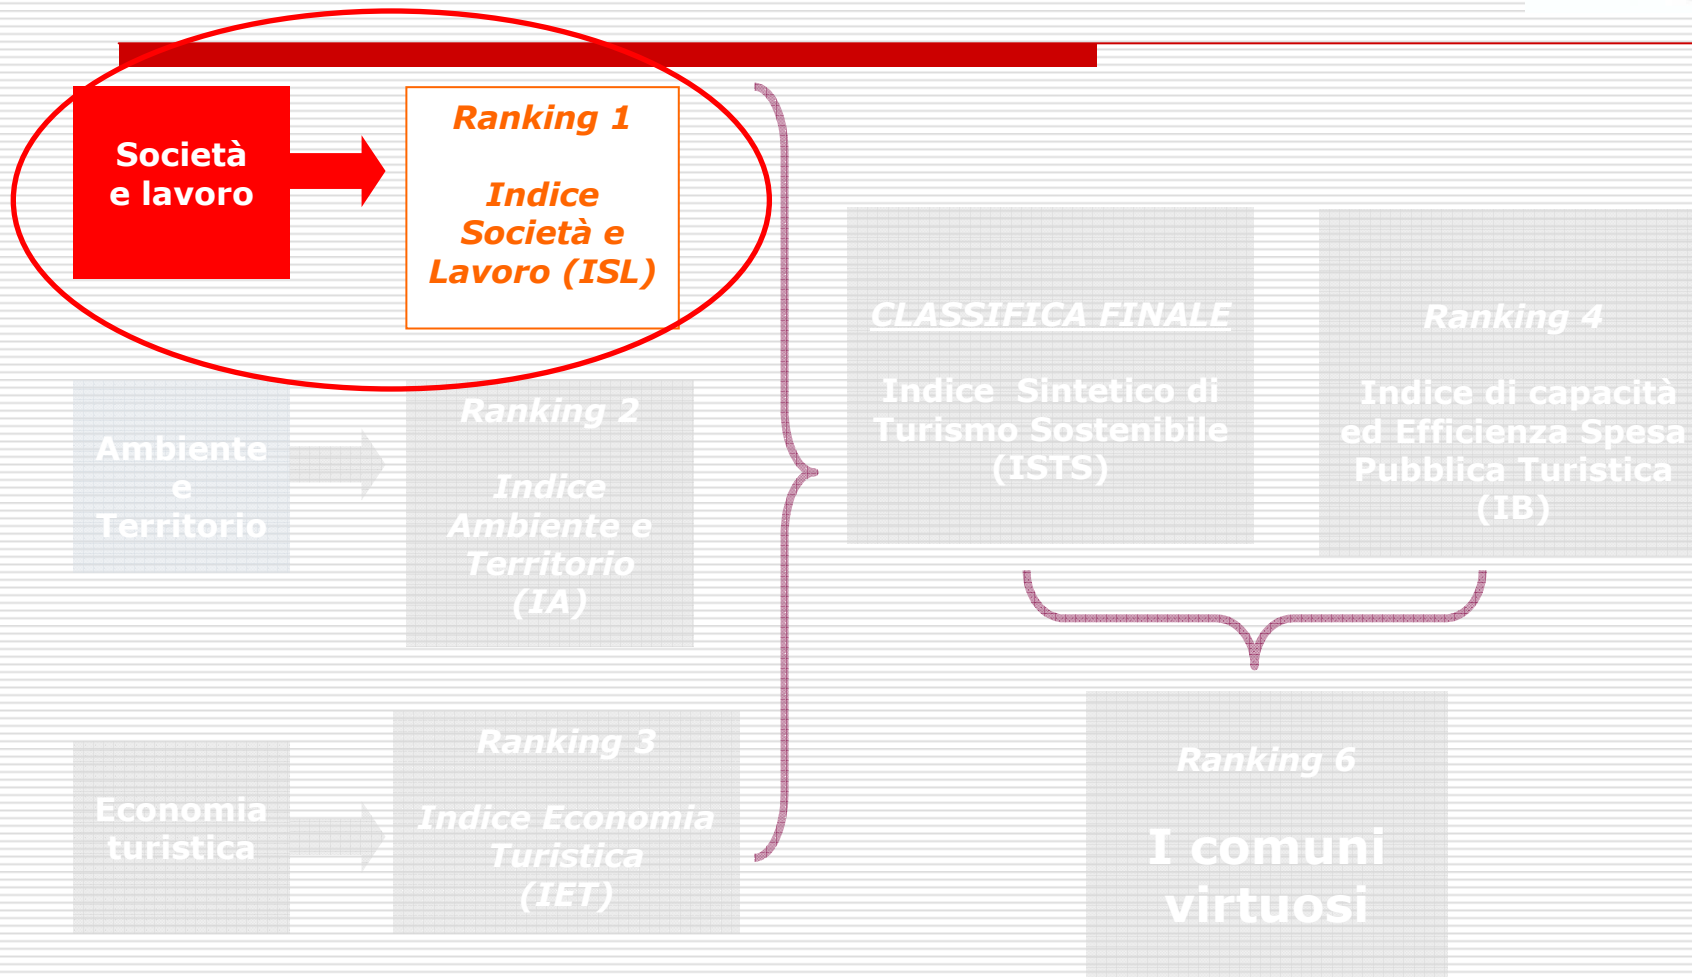 Società
e lavoro
Ranking 1
Indice
Società e
Lavoro (ISL)
Ambiente
e
Territorio
Ranking 2
Indice
Ambiente e
Territorio
(IA)
Economia
turistica
Ranking 3
Indice Economia
Turistica
(IET)
CLASSIFICA FINALE
Indice Sintetico di
Turismo Sostenibile
(ISTS)
Ranking 4
Indice di capacità
ed Efficienza Spesa
Pubblica Turistica
(IB)
Ranking 6
I comuni
virtuosi